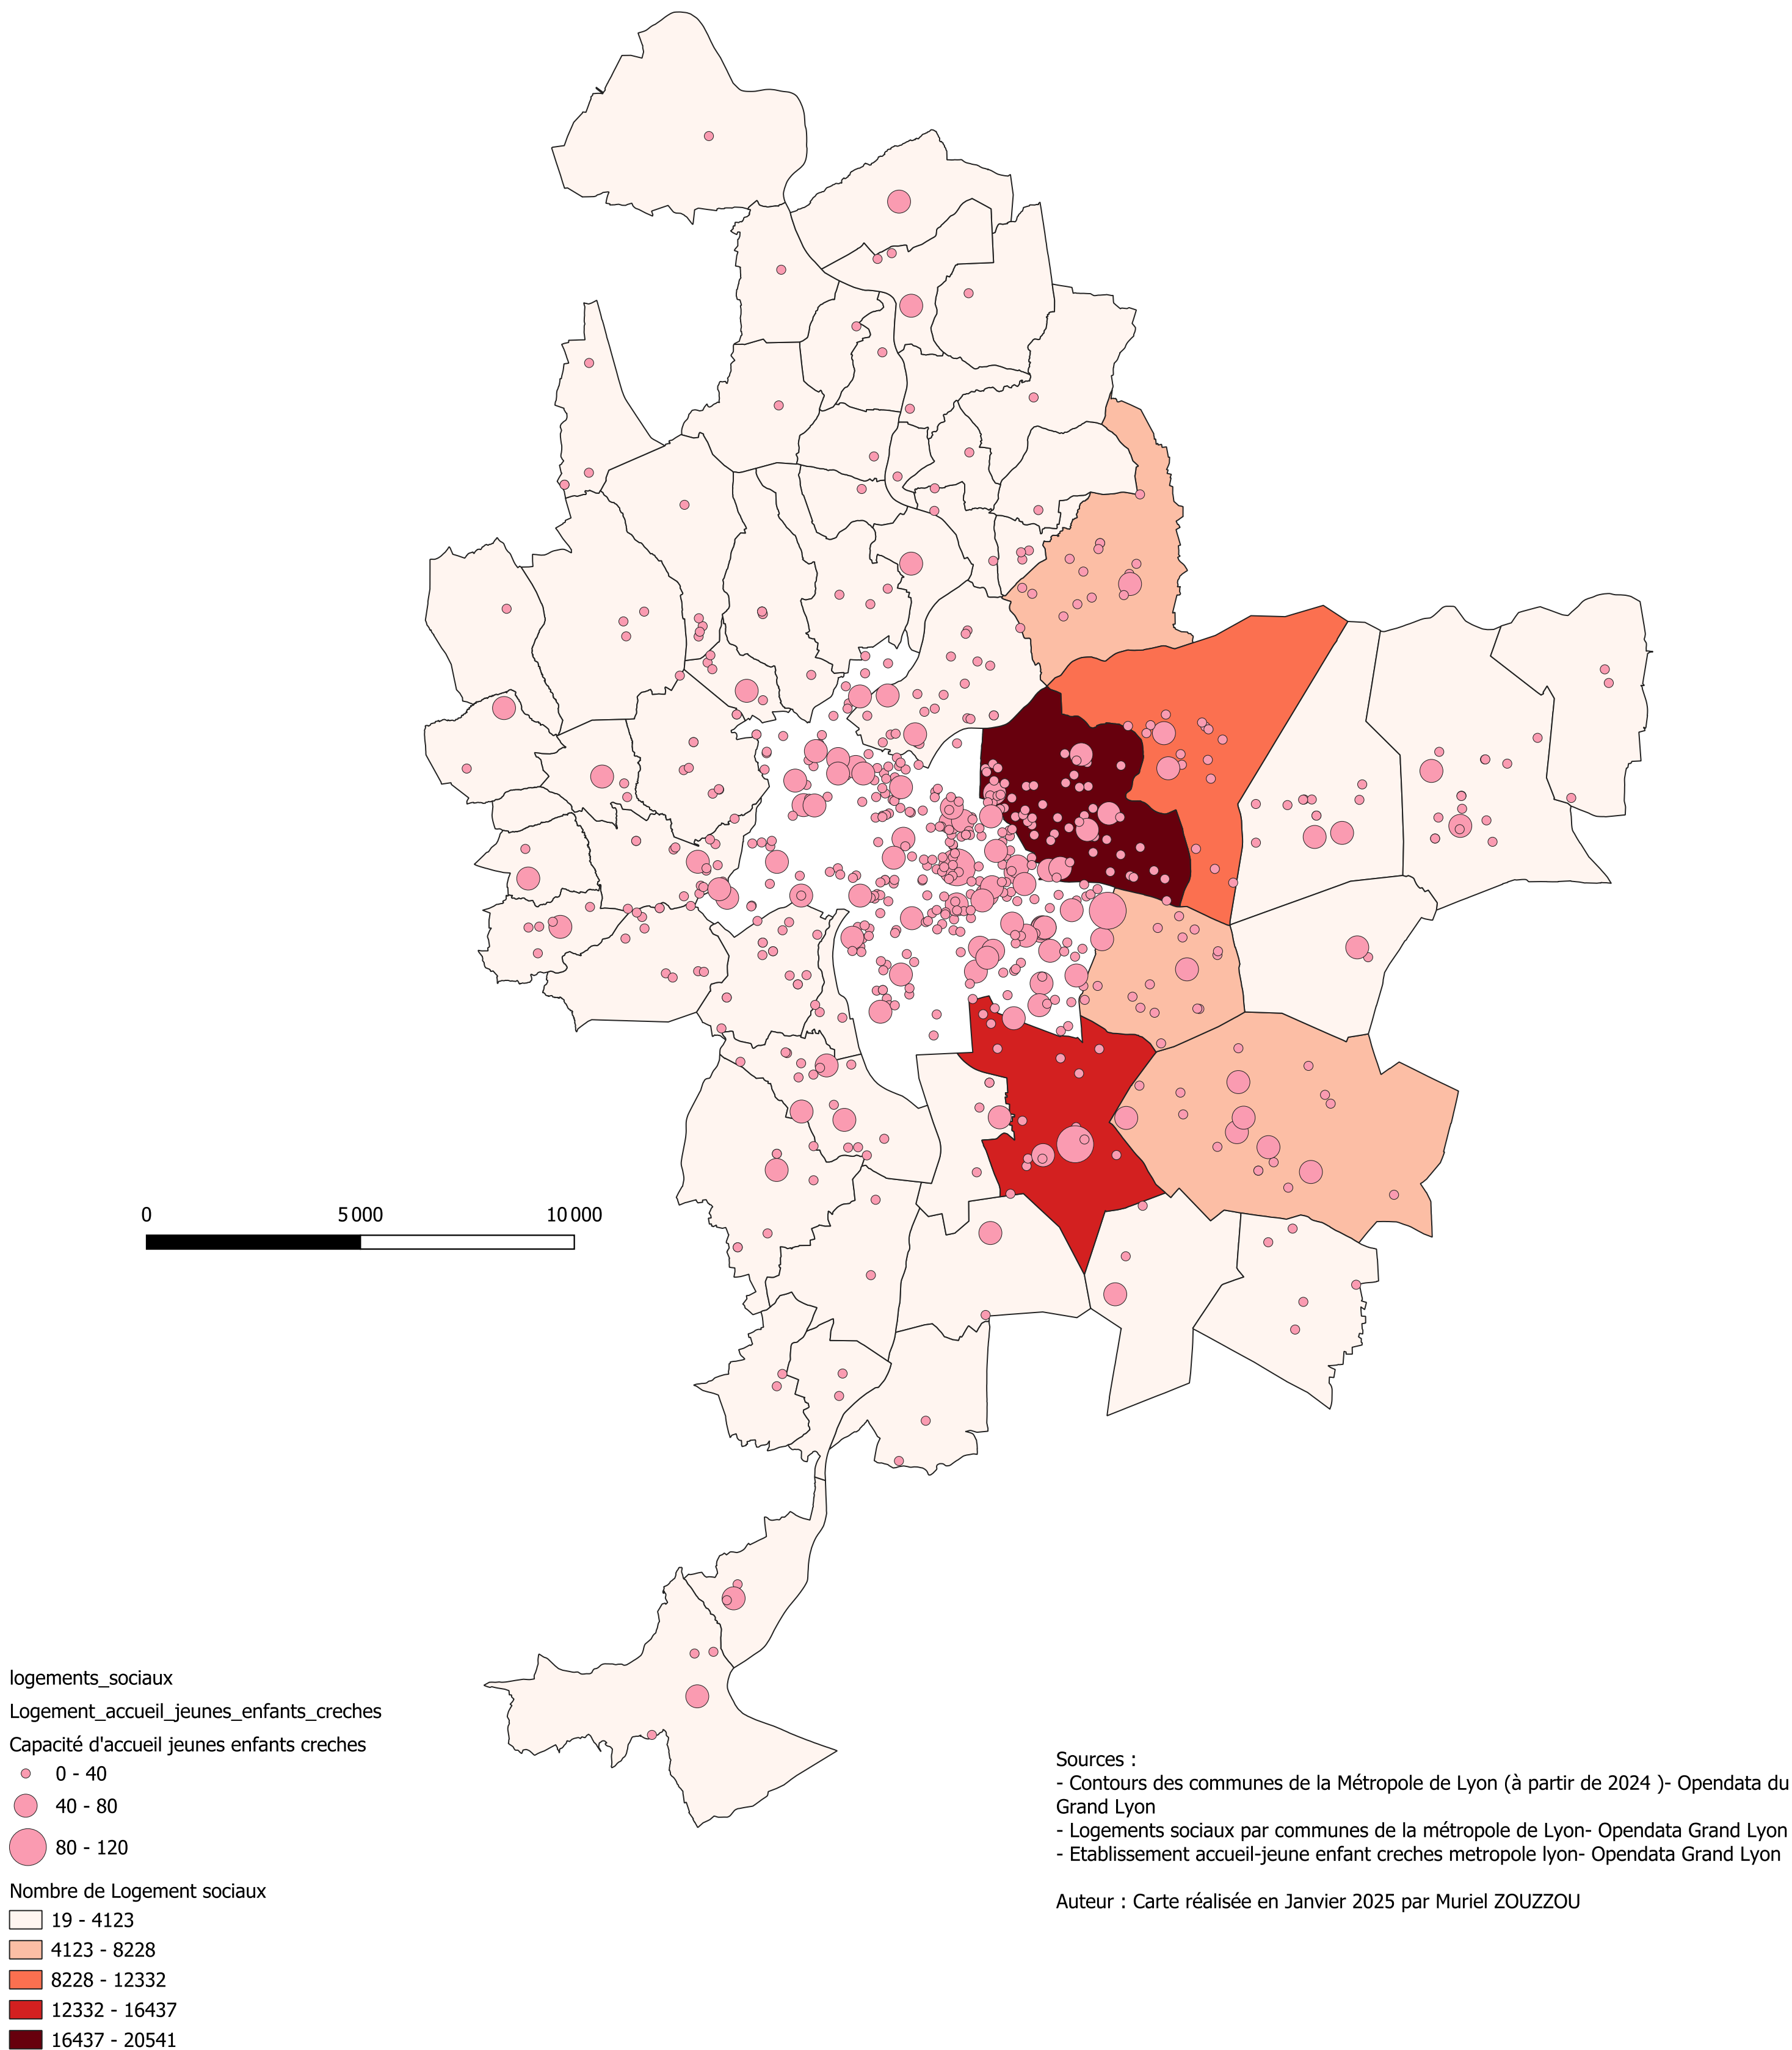 0 5 000 10 000
logements_sociaux
Logement_accueil_jeunes_enfants_creches
Capacité d'accueil jeunes enfants creches
0 - 40
40 - 80
80 - 120
Nombre de Logement sociaux
19 - 4123
4123 - 8228
8228 - 12332
12332 - 16437
16437 - 20541
Sources :
- Contours des communes de la Métropole de Lyon (à partir de 2024 )- Opendata du
Grand Lyon
- Logements sociaux par communes de la métropole de Lyon- Opendata Grand Lyon
- Etablissement accueil-jeune enfant creches metropole lyon- Opendata Grand Lyon
Auteur : Carte réalisée en Janvier 2025 par Muriel ZOUZZOU